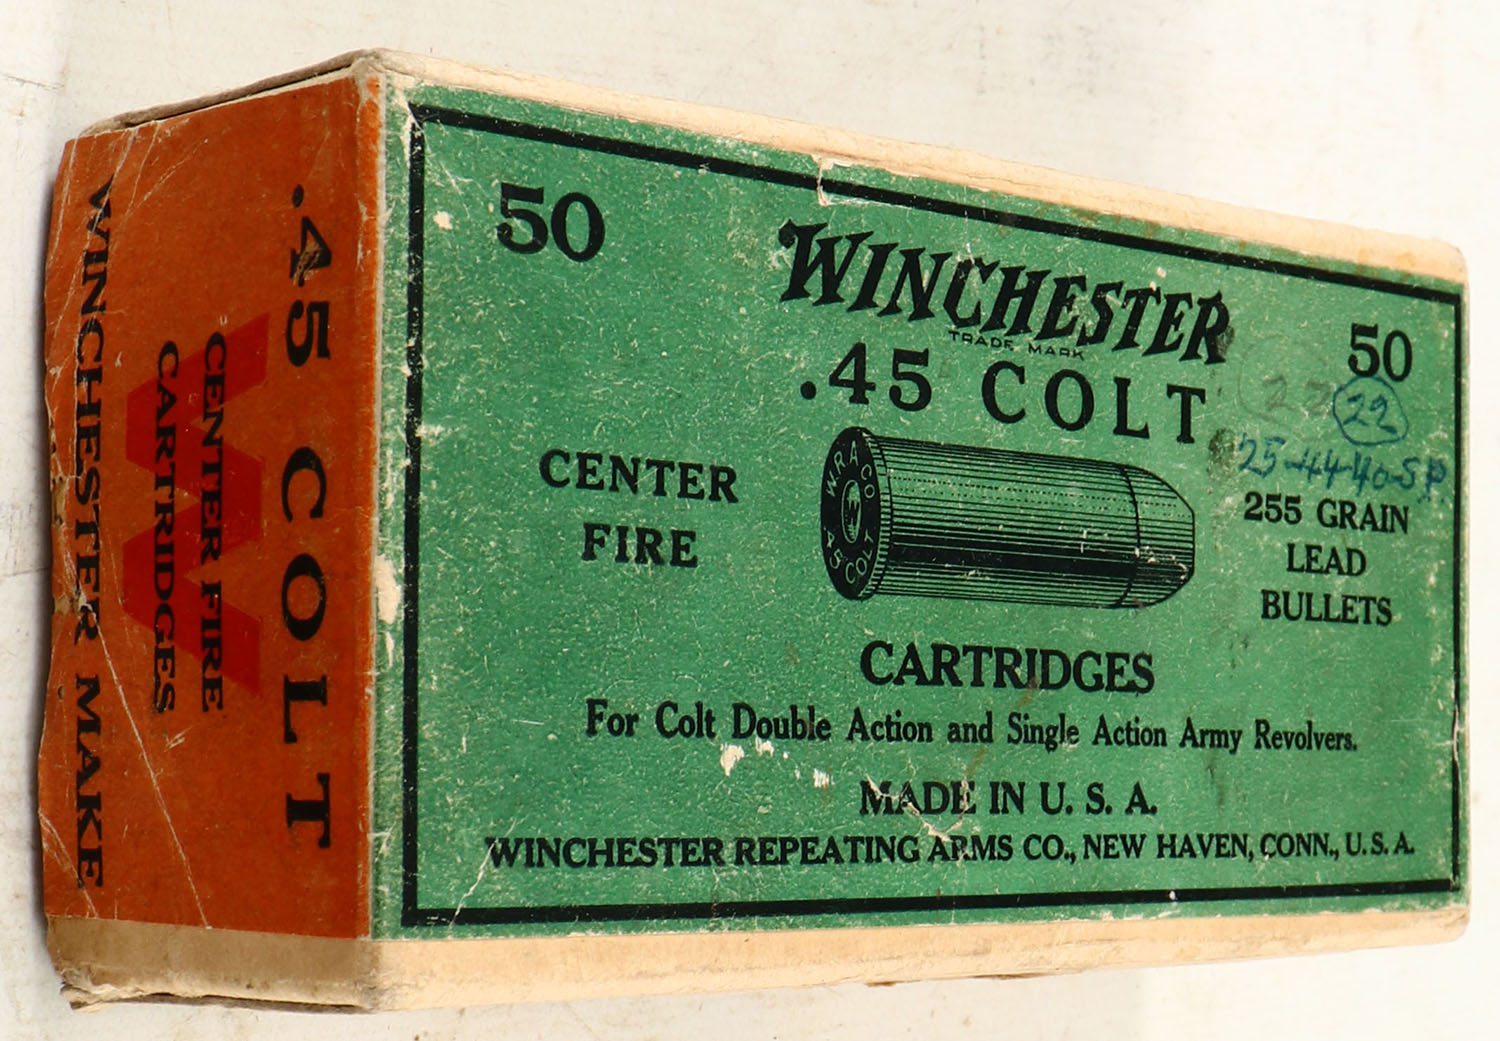 .45 COLT
CENTER FIRE
CARTRIDGES
WINCHESTER MAKE
W
50
WINCHESTER
TRADE MARK
50
.45 COLT
22
22
25-44-40-SP
CENTER
FIRE
W.R.A.CO.
W
45 COLT
255 GRAIN
LEAD
BULLETS
CARTRIDGES
For Colt Double Action and Single Action Army Revolvers.
MADE IN U. S. A.
WINCHESTER REPEATING ARMS CO., NEW HAVEN, CONN., U. S. A.